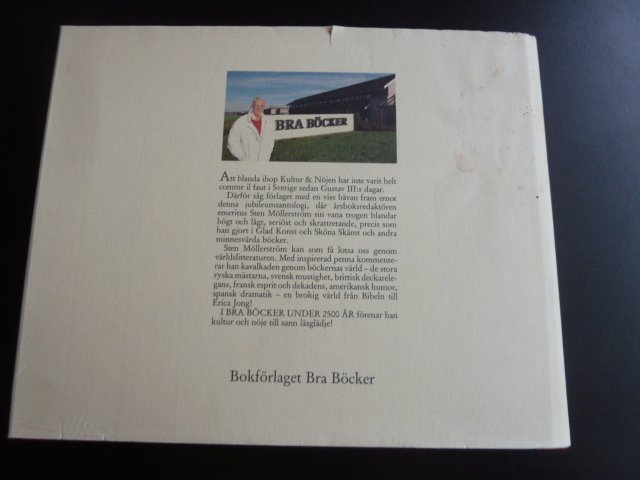 BRA BÖCKER
Att blanda ihop Kultur & Nöjen har inte varit helt
comme il faut i Sverige sedan Gustav III:s dagar.
Därför såg förlaget med en viss bävan fram emot
denna jubileumsantologi, där årsboksredaktören
emeritus Sten Möllerström sin vana trogen blandar
högt och lågt, seriöst och skrattretande, precis som
han gjort i Glad Konst och Sköna Skämt och andra
minnesvärda böcker.
Sten Möllerström kan som få lotsa oss genom
världslitteraturen. Med inspirerad penna kommente-
rar han kavalkaden genom böckernas värld – de stora
ryska mästarna, svensk mustighet, brittisk deckarele-
gans, fransk esprit och dekadens, amerikansk humor,
spansk dramatik – en brokig värld från Bibeln till
Erica Jong!
I BRA BÖCKER UNDER 2500 ÅR förenar han
kultur och nöje till sann läsglädje!
Bokförlaget Bra Böcker